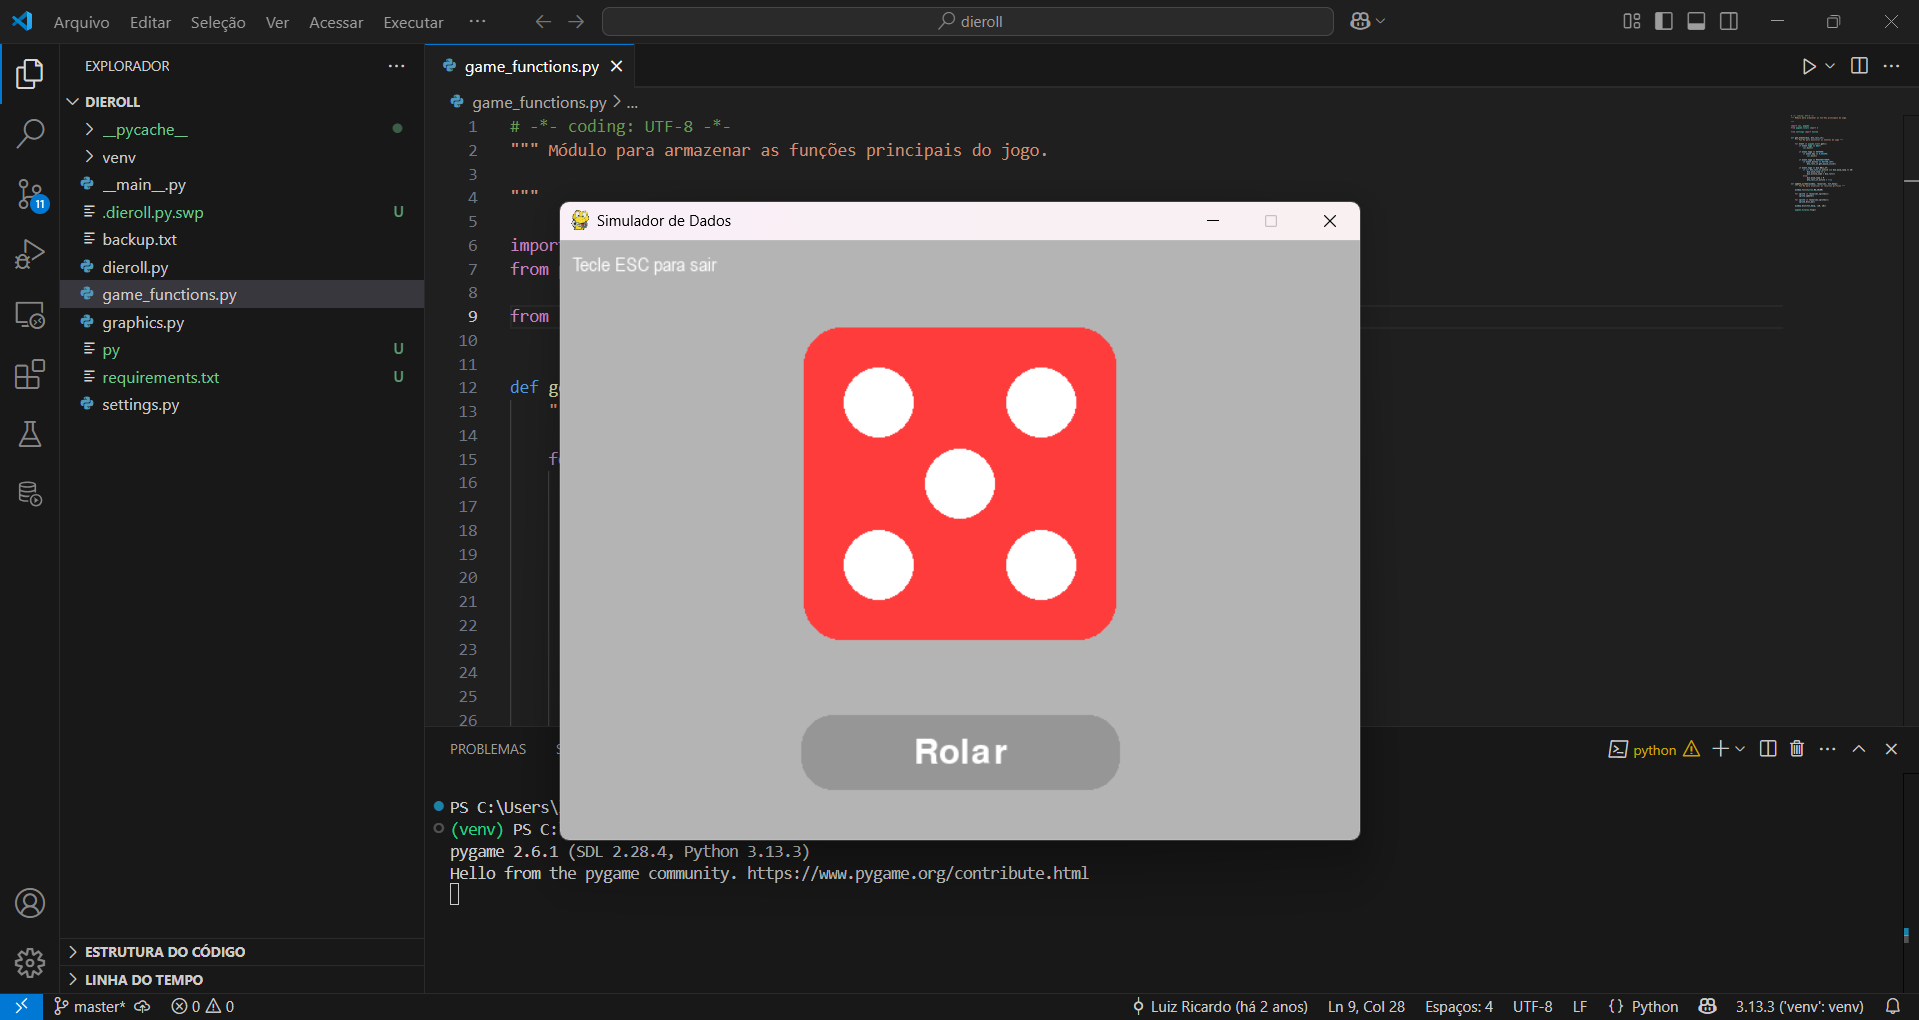 Arquivo Editar Seleção Ver Acessar Executar ··· dieroll
EXPLORADOR ···
DIEROLL
__pycache__
venv
__main__.py
.dieroll.py.swp U
backup.txt
dieroll.py
game_functions.py
graphics.py
py U
requirements.txt U
settings.py
ESTRUTURA DO CÓDIGO
LINHA DO TEMPO
11
game_functions.py
game_functions.py > ...
1 # -*- coding: UTF-8 -*-
2 """ Módulo para armazenar as funções principais do jogo.
3
4 """
5
6 impor
7 from
8
9 from
10
11
12 def g
13 "
14
15 f
16
17
18
19
20
21
22
23
24
25
26
Simulador de Dados
Tecle ESC para sair
Rolar
PROBLEMAS S
python
PS C:\Users\
(venv) PS C:
pygame 2.6.1 (SDL 2.28.4, Python 3.13.3)
Hello from the pygame community. https://www.pygame.org/contribute.html
master* 0 0 Luiz Ricardo (há 2 anos) Ln 9, Col 28 Espaços: 4 UTF-8 LF {} Python 3.13.3 ('venv': venv)